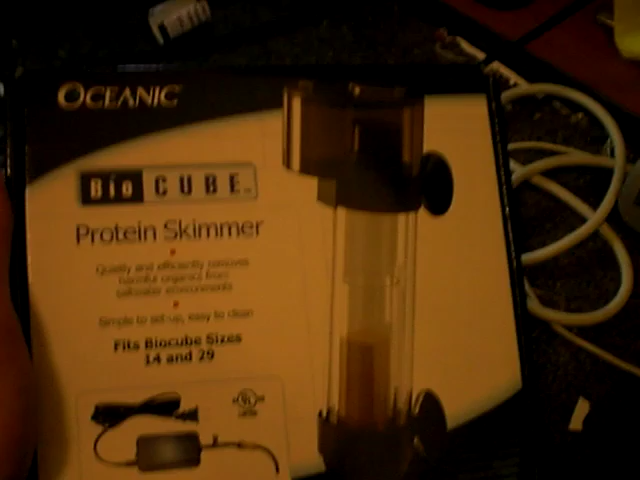 OCEANIC
Bio CUBE
Protein Skimmer
Quietly and efficiently removes
harmful organics from
saltwater environments
Simple to set-up, easy to clean
Fits Biocube Sizes
14 and 29
UL